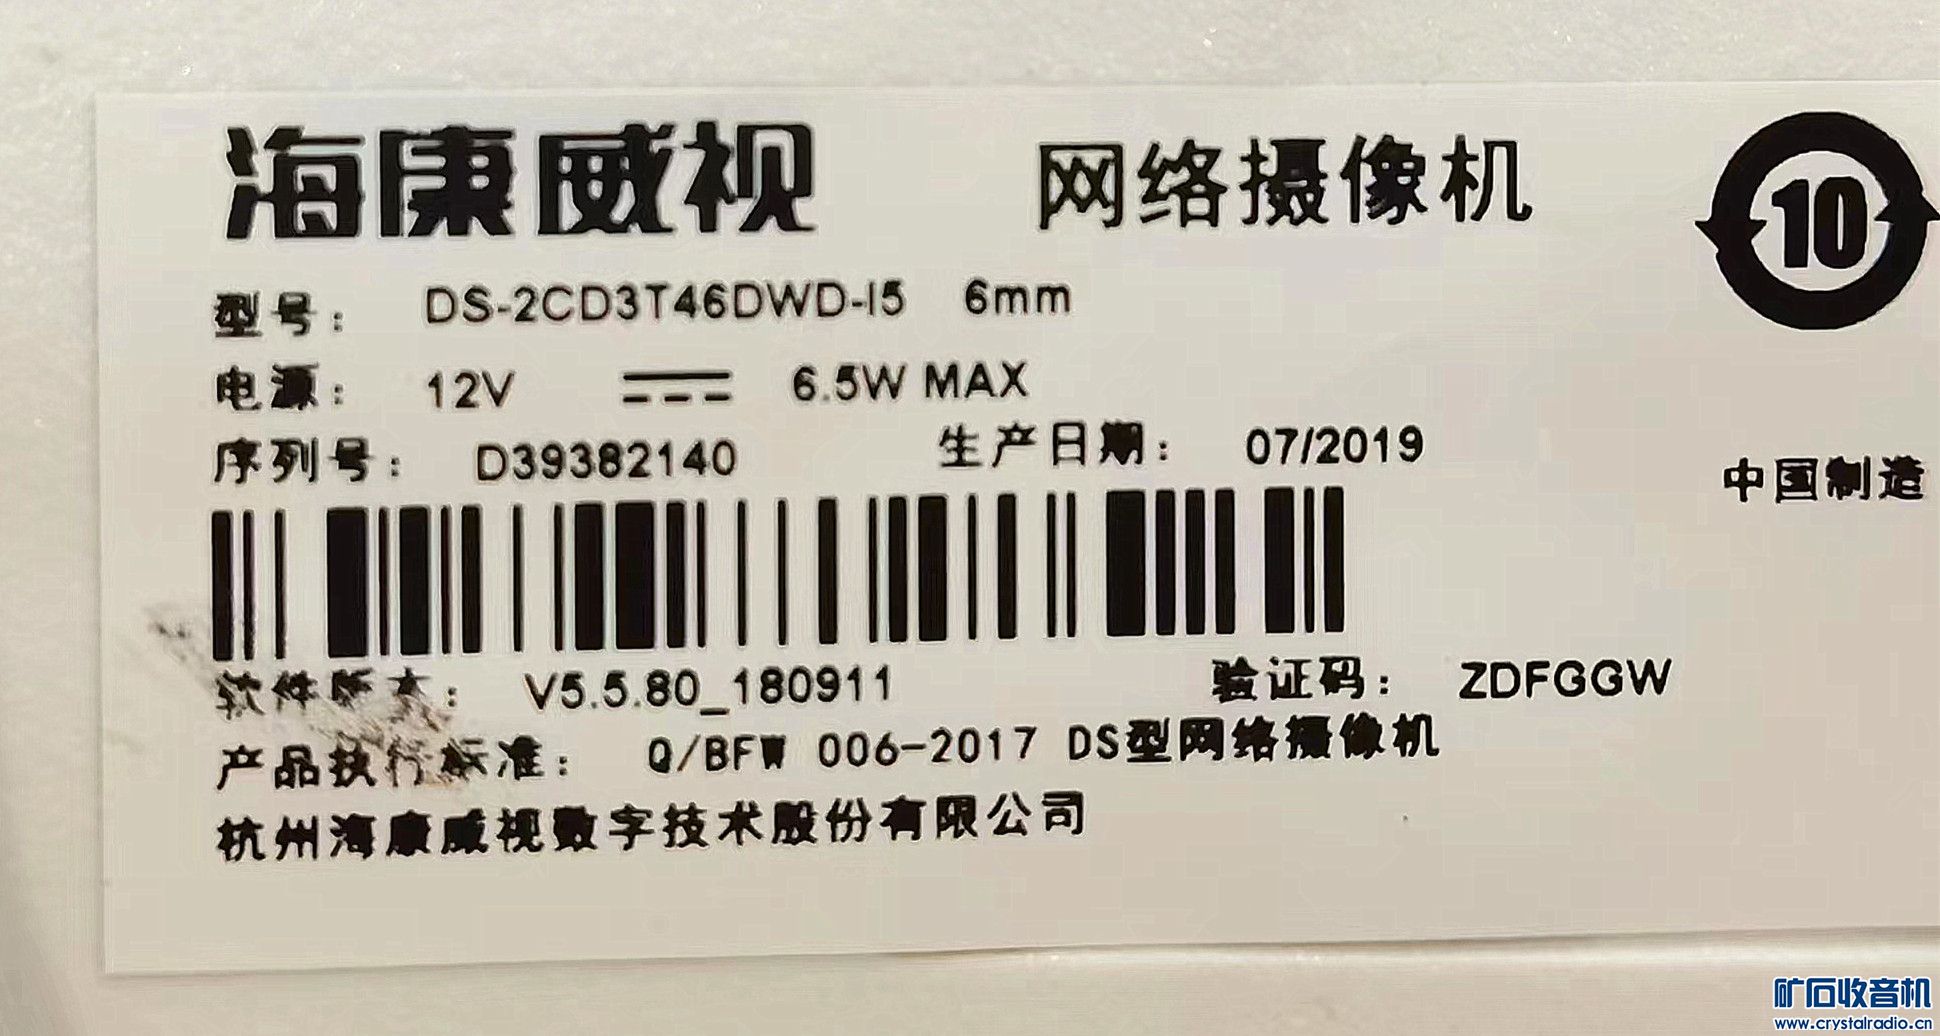 海康威视 网络摄像机
10
型号： DS-2CD3T46DWD-I5 6mm
电源： 12V 6.5W MAX
序列号： D39382140 生产日期： 07/2019
中国制造
软件版本： V5.5.80_180911 验证码： ZDFGGW
产品执行标准： Q/BFW 006-2017 DS型网络摄像机
杭州海康威视数字技术股份有限公司
矿石收音机
www.crystalradio.cn